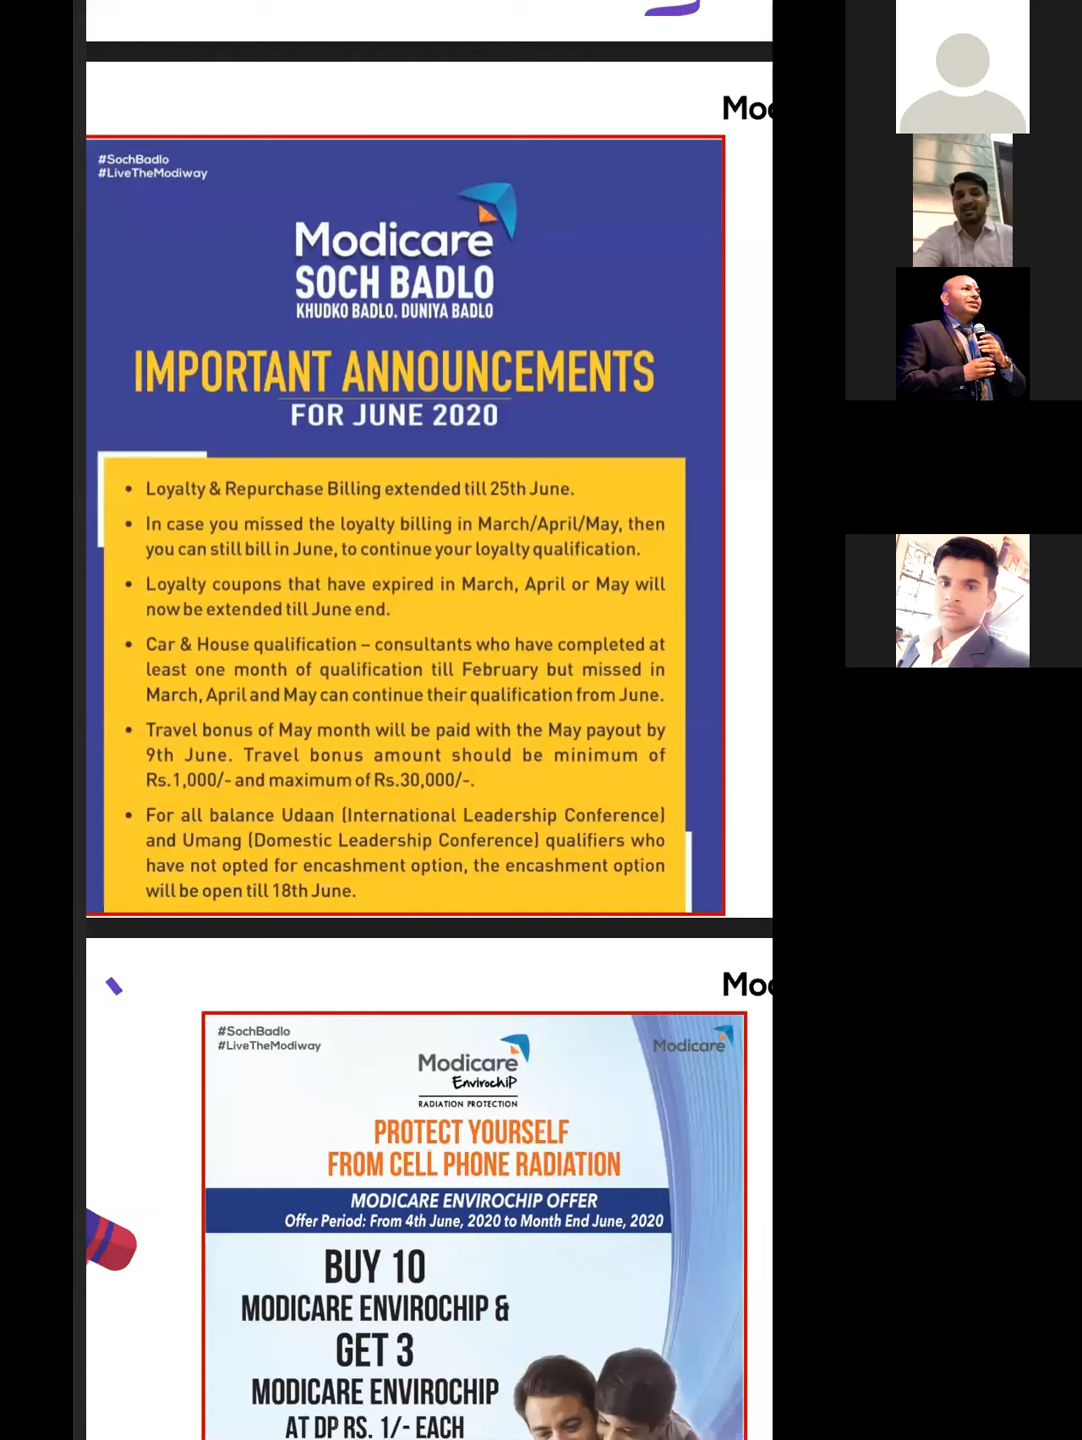 Mod
#SochBadlo
#LiveTheModiway
Modicare
SOCH BADLO
KHUDKO BADLO. DUNIYA BADLO
IMPORTANT ANNOUNCEMENTS
FOR JUNE 2020
• Loyalty & Repurchase Billing extended till 25th June.
• In case you missed the loyalty billing in March/April/May, then
you can still bill in June, to continue your loyalty qualification.
• Loyalty coupons that have expired in March, April or May will
now be extended till June end.
• Car & House qualification – consultants who have completed at
least one month of qualification till February but missed in
March, April and May can continue their qualification from June.
• Travel bonus of May month will be paid with the May payout by
9th June. Travel bonus amount should be minimum of
Rs.1,000/- and maximum of Rs.30,000/-.
• For all balance Udaan (International Leadership Conference)
and Umang (Domestic Leadership Conference) qualifiers who
have not opted for encashment option, the encashment option
will be open till 18th June.
Mod
#SochBadlo
#LiveTheModiway
Modicare
Modicare
EnvirochiP
RADIATION PROTECTION
PROTECT YOURSELF
FROM CELL PHONE RADIATION
MODICARE ENVIROCHIP OFFER
Offer Period: From 4th June, 2020 to Month End June, 2020
BUY 10
MODICARE ENVIROCHIP &
GET 3
MODICARE ENVIROCHIP
AT DP RS. 1/- EACH